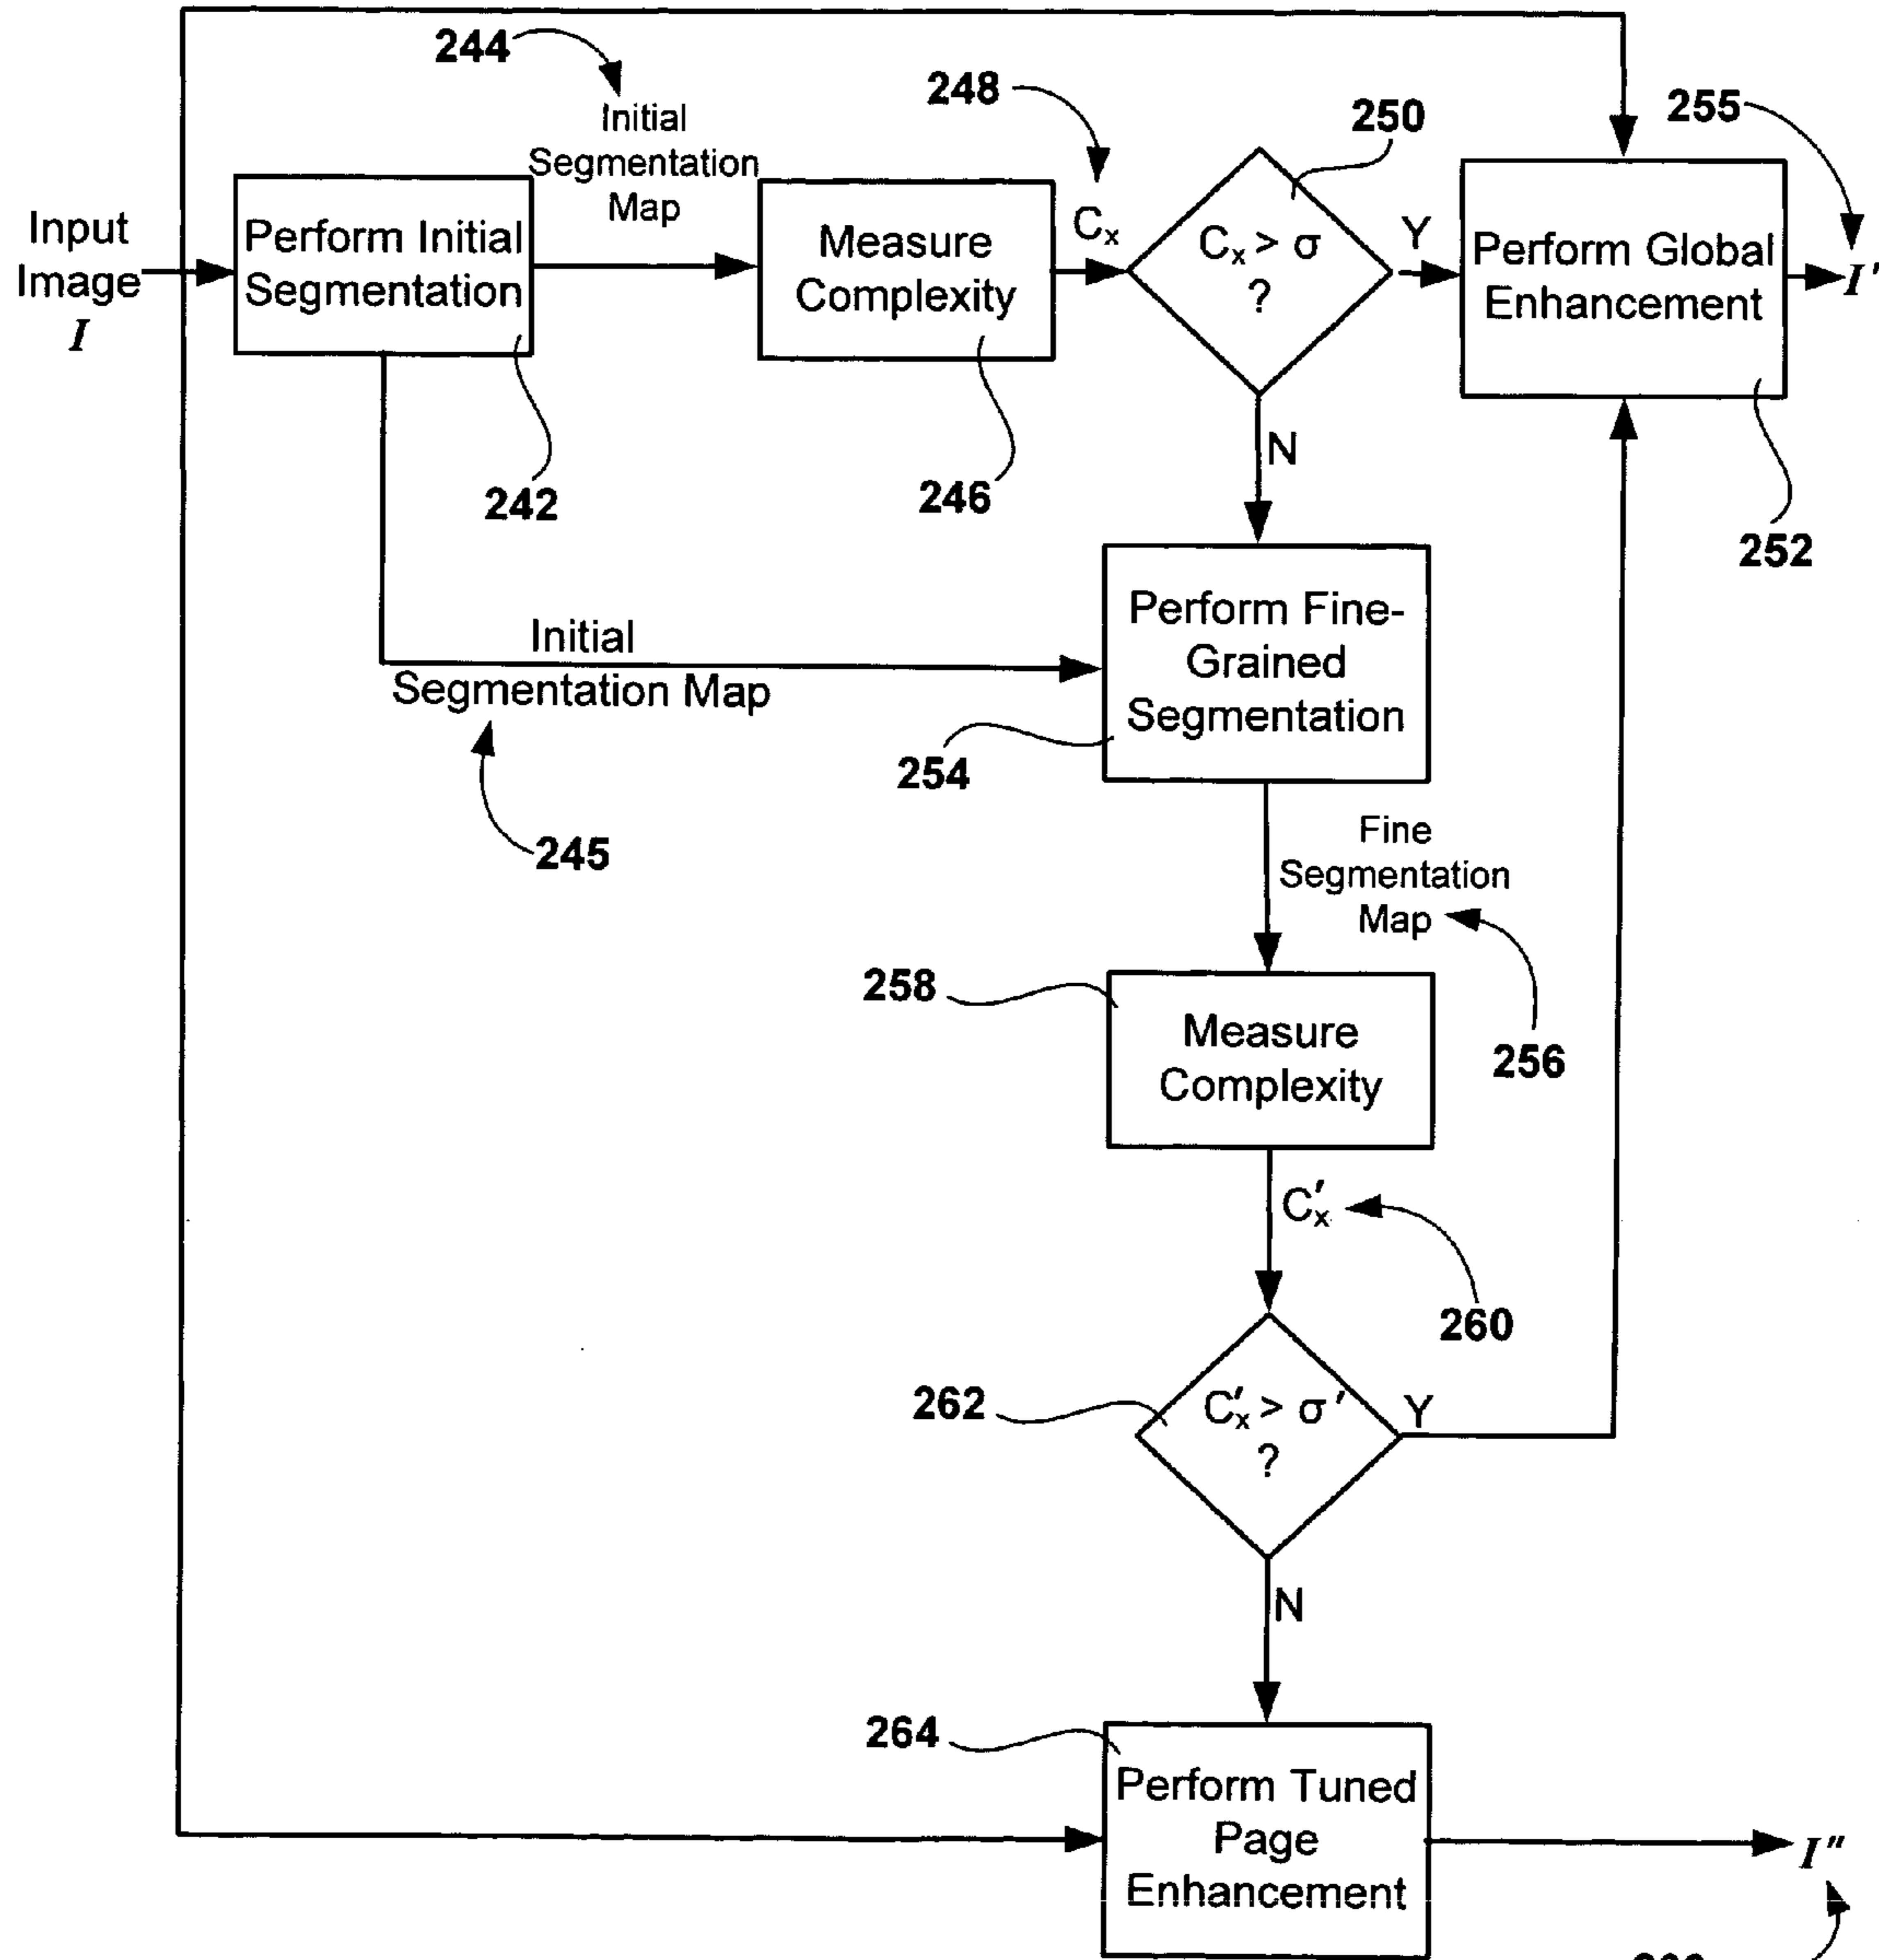 244
Initial
Segmentation
Map
248
250
255
Input
Image
I
Perform Initial
Segmentation
Measure
Complexity
Cx
Cx > σ
?
Y
Perform Global
Enhancement
I'
242
246
N
252
Initial
Segmentation Map
245
Perform Fine-
Grained
Segmentation
254
Fine
Segmentation
Map
256
258
Measure
Complexity
C'x
260
262
C'x > σ'
?
Y
N
264
Perform Tuned
Page
Enhancement
I"